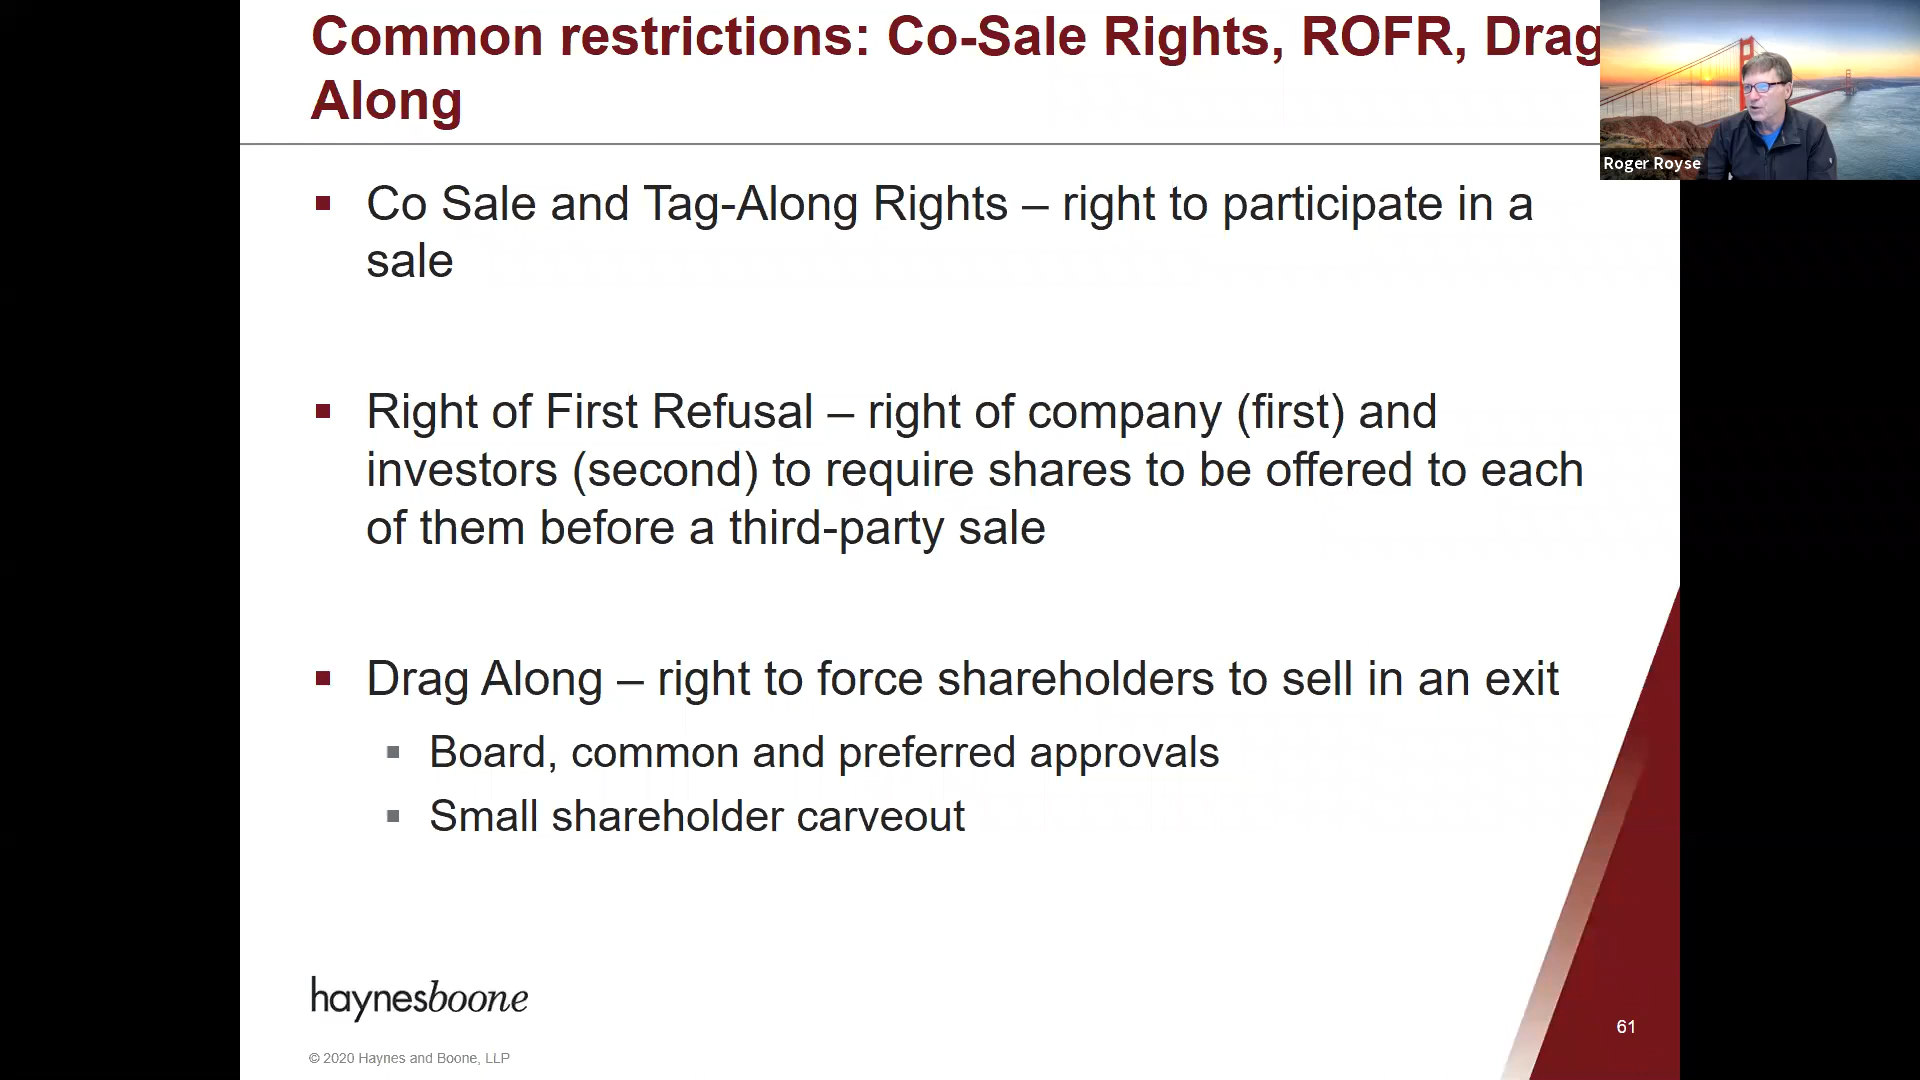 Common restrictions: Co-Sale Rights, ROFR, Drag
Along
Roger Royse
▪ Co Sale and Tag-Along Rights – right to participate in a
sale
▪ Right of First Refusal – right of company (first) and
investors (second) to require shares to be offered to each
of them before a third-party sale
▪ Drag Along – right to force shareholders to sell in an exit
▪ Board, common and preferred approvals
▪ Small shareholder carveout
haynesboone
61
© 2020 Haynes and Boone, LLP